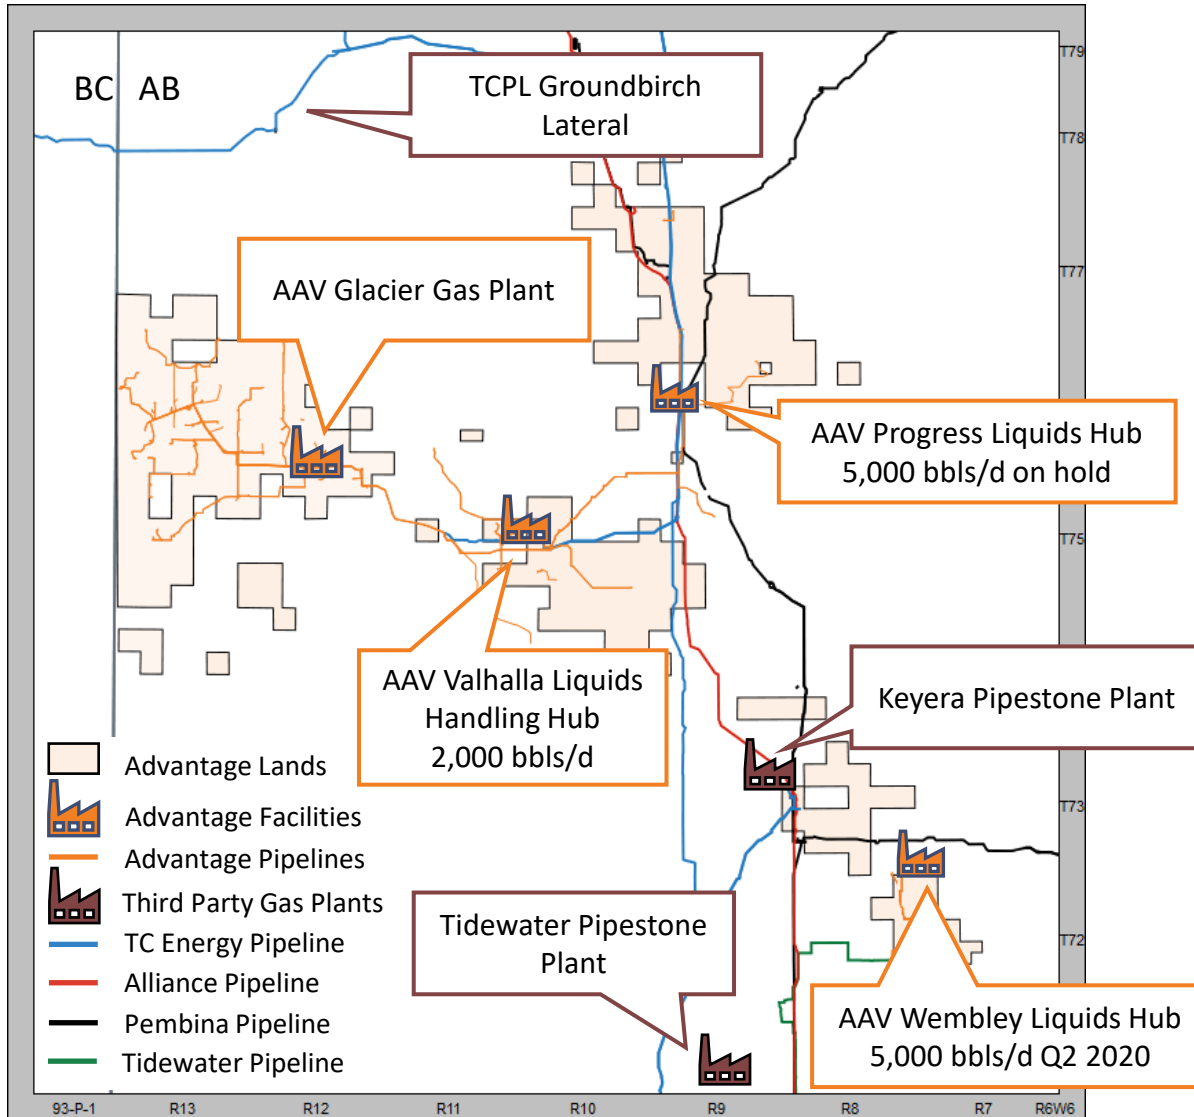 T79
BC AB
TCPL Groundbirch
Lateral
T78
AAV Glacier Gas Plant
T77
AAV Progress Liquids Hub
5,000 bbls/d on hold
T75
AAV Valhalla Liquids
Handling Hub
2,000 bbls/d
Keyera Pipestone Plant
Advantage Lands
Advantage Facilities
Advantage Pipelines
Third Party Gas Plants
TC Energy Pipeline
Alliance Pipeline
Pembina Pipeline
Tidewater Pipeline
T73
Tidewater Pipestone
Plant
T72
AAV Wembley Liquids Hub
5,000 bbls/d Q2 2020
93-P-1 R13 R12 R11 R10 R9 R8 R7 R6W6